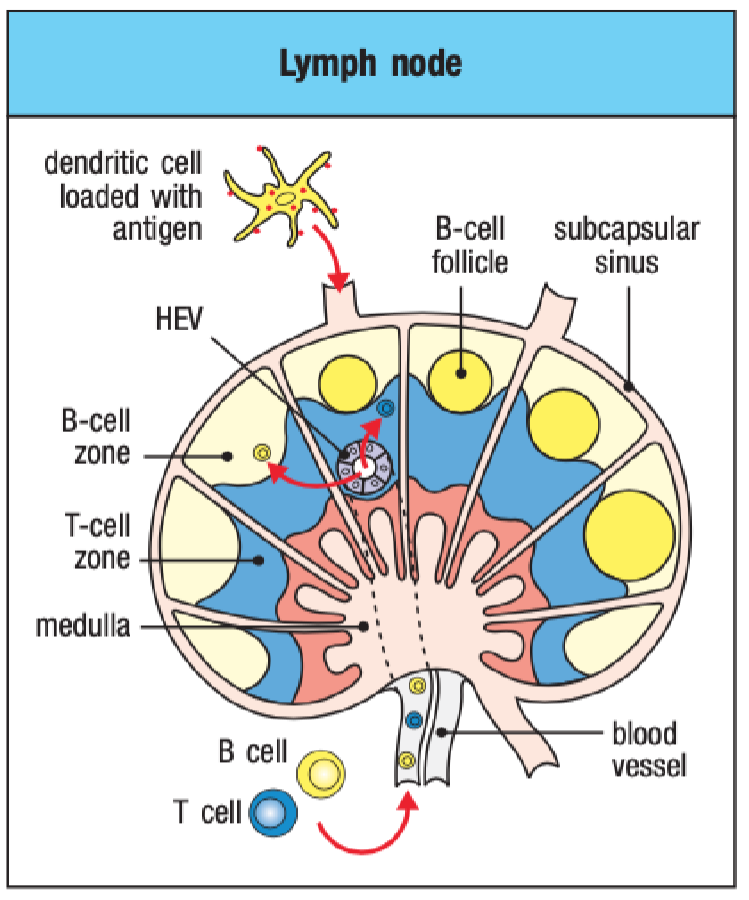 Lymph node
dendritic cell
loaded with
antigen
B-cell
follicle
subcapsular
sinus
HEV
B-cell
zone
T-cell
zone
medulla
B cell
T cell
blood
vessel